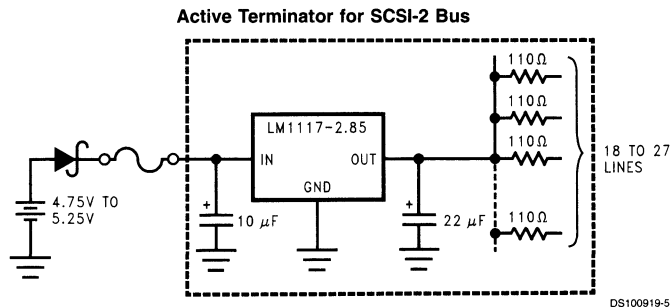 Active Terminator for SCSI-2 Bus
110Ω
110Ω
LM1117-2.85
110Ω
IN
OUT
18 TO 27
LINES
GND
4.75V TO
5.25V
+
10 μF
+
22 μF
110Ω
DS100919-5